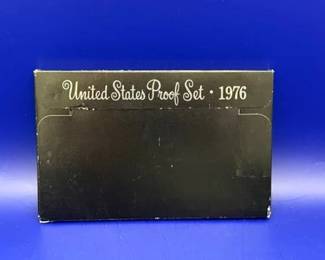 United States Proof Set · 1976